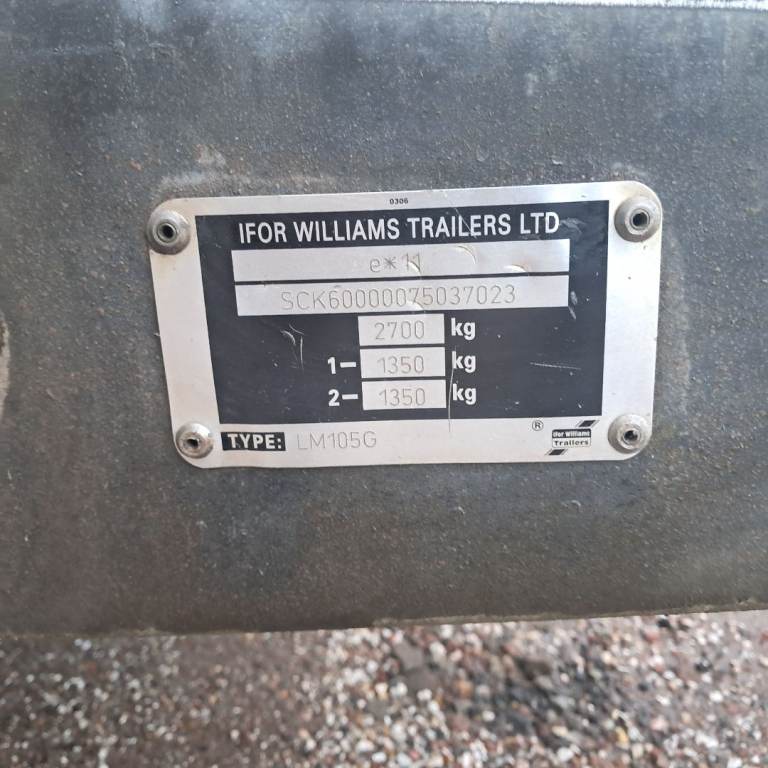 0306
IFOR WILLIAMS TRAILERS LTD
e*11
SCK60000075037023
2700 kg
1- 1350 kg
2- 1350 kg
TYPE: LM105G ®
Ifor Williams
Trailers